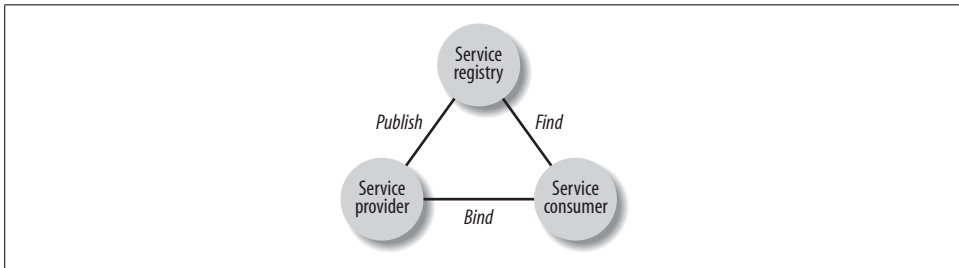 Service
registry
Publish
Find
Service
provider
Service
consumer
Bind